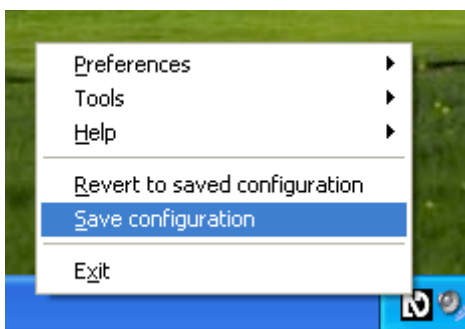 Preferences
Tools
Help
Revert to saved configuration
Save configuration
Exit